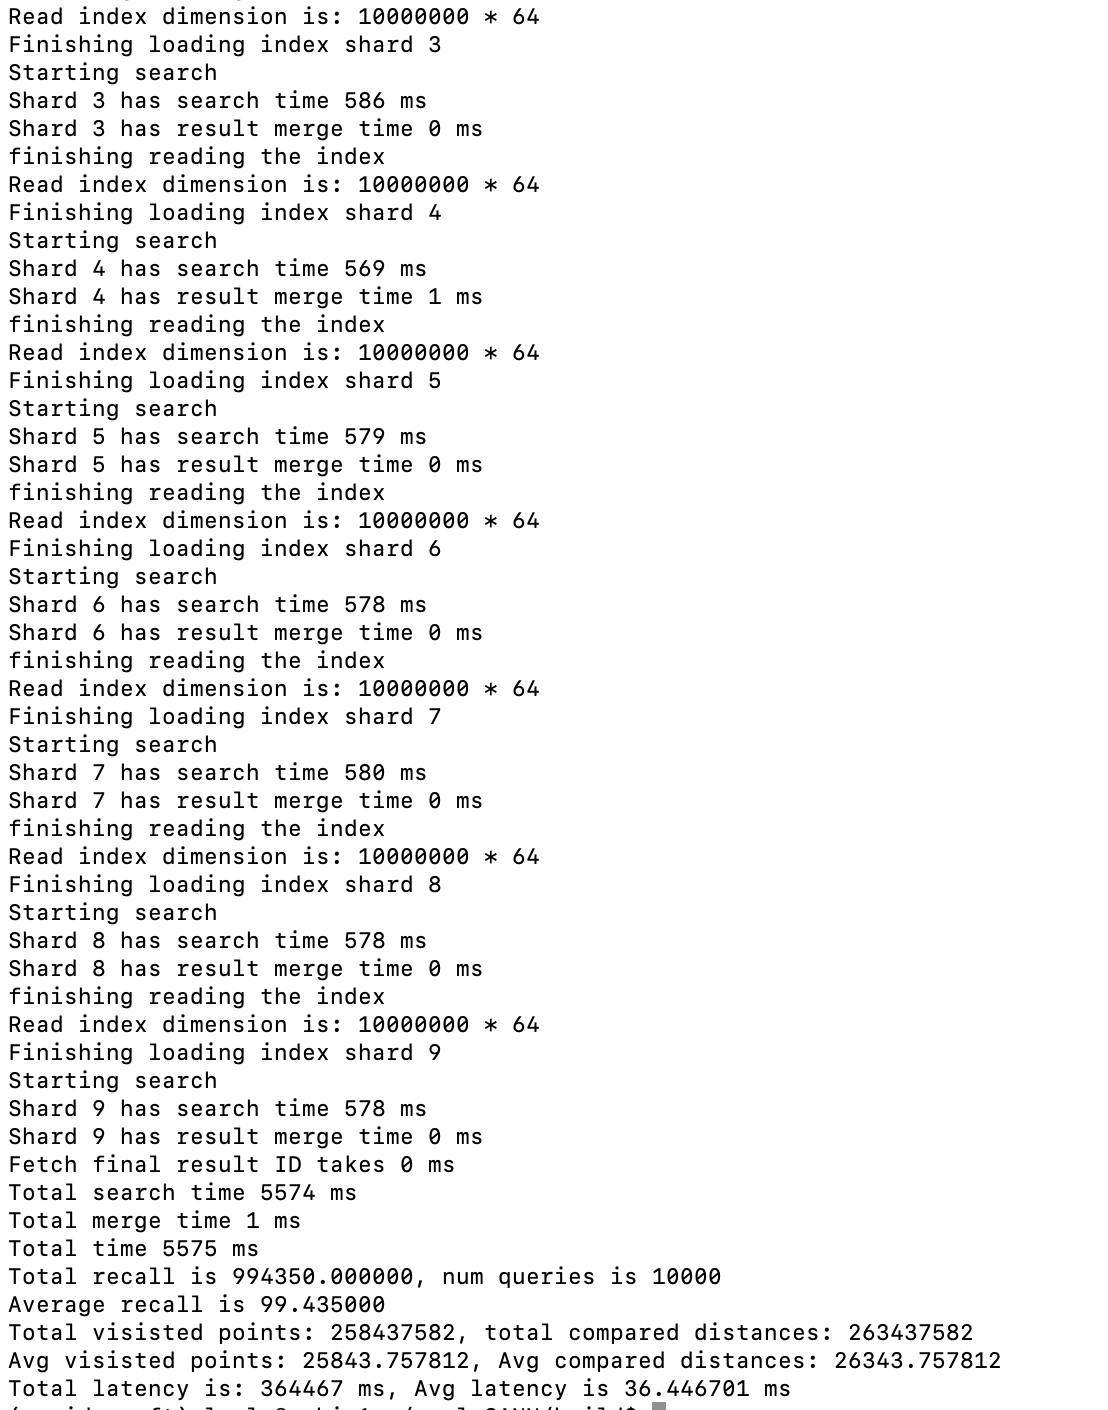 Read index dimension is: 10000000 * 64
Finishing loading index shard 3
Starting search
Shard 3 has search time 586 ms
Shard 3 has result merge time 0 ms
finishing reading the index
Read index dimension is: 10000000 * 64
Finishing loading index shard 4
Starting search
Shard 4 has search time 569 ms
Shard 4 has result merge time 1 ms
finishing reading the index
Read index dimension is: 10000000 * 64
Finishing loading index shard 5
Starting search
Shard 5 has search time 579 ms
Shard 5 has result merge time 0 ms
finishing reading the index
Read index dimension is: 10000000 * 64
Finishing loading index shard 6
Starting search
Shard 6 has search time 578 ms
Shard 6 has result merge time 0 ms
finishing reading the index
Read index dimension is: 10000000 * 64
Finishing loading index shard 7
Starting search
Shard 7 has search time 580 ms
Shard 7 has result merge time 0 ms
finishing reading the index
Read index dimension is: 10000000 * 64
Finishing loading index shard 8
Starting search
Shard 8 has search time 578 ms
Shard 8 has result merge time 0 ms
finishing reading the index
Read index dimension is: 10000000 * 64
Finishing loading index shard 9
Starting search
Shard 9 has search time 578 ms
Shard 9 has result merge time 0 ms
Fetch final result ID takes 0 ms
Total search time 5574 ms
Total merge time 1 ms
Total time 5575 ms
Total recall is 994350.000000, num queries is 10000
Average recall is 99.435000
Total visisted points: 258437582, total compared distances: 263437582
Avg visisted points: 25843.757812, Avg compared distances: 26343.757812
Total latency is: 364467 ms, Avg latency is 36.446701 ms